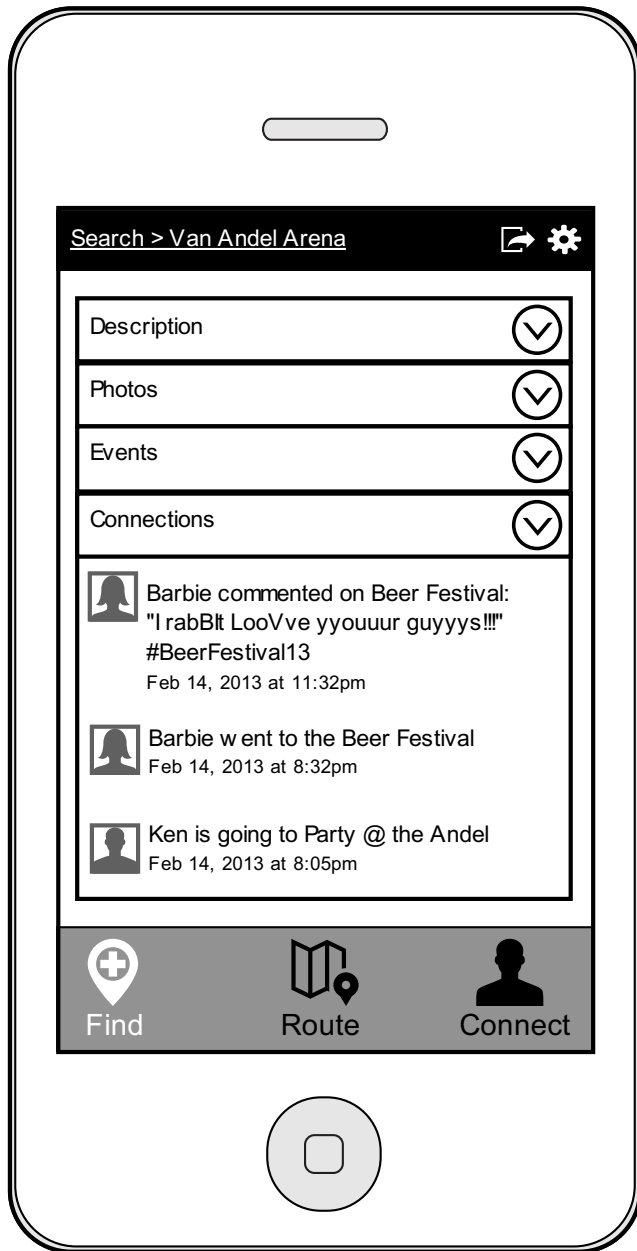 Search > Van Andel Arena
Description
Photos
Events
Connections
Barbie commented on Beer Festival:
"I rabBlt LooVve yyouuur guyyys!!!"
#BeerFestival13
Feb 14, 2013 at 11:32pm
Barbie went to the Beer Festival
Feb 14, 2013 at 8:32pm
Ken is going to Party @ the Andel
Feb 14, 2013 at 8:05pm
Find
Route
Connect